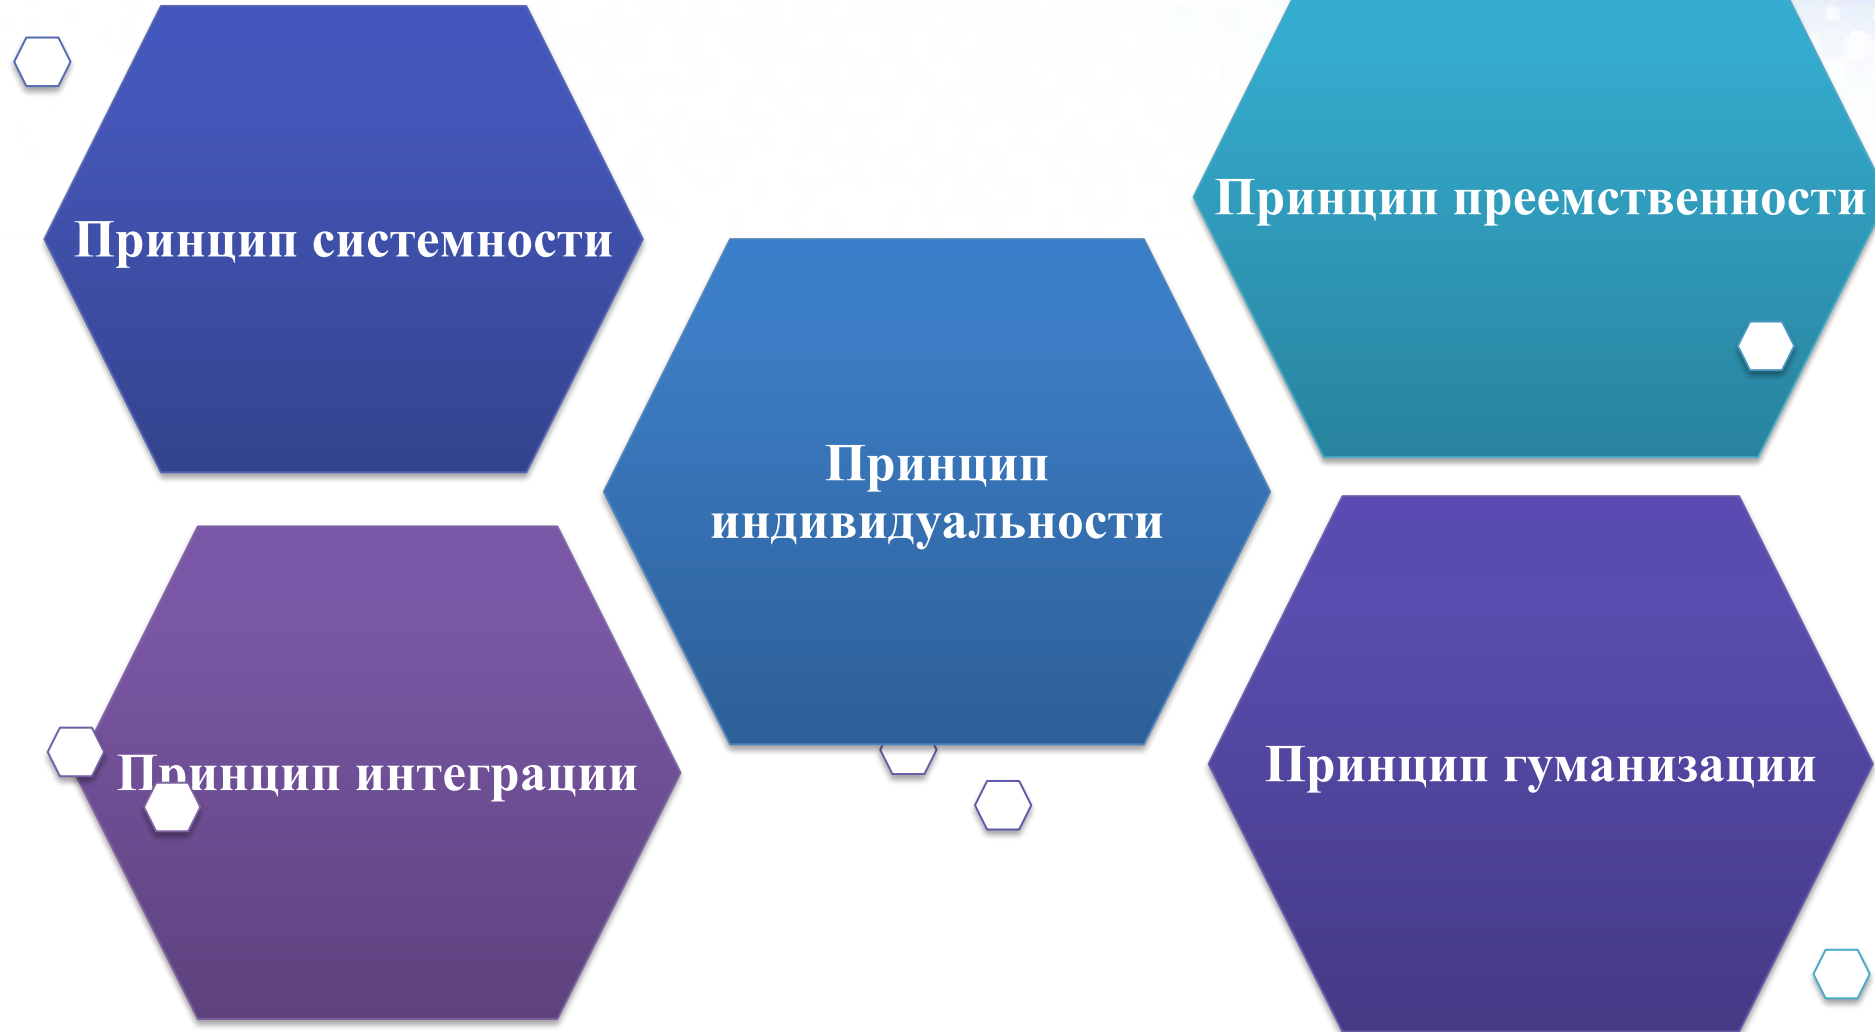 Принцип системности
Принцип преемственности
Принцип
индивидуальности
Принцип интеграции
Принцип гуманизации